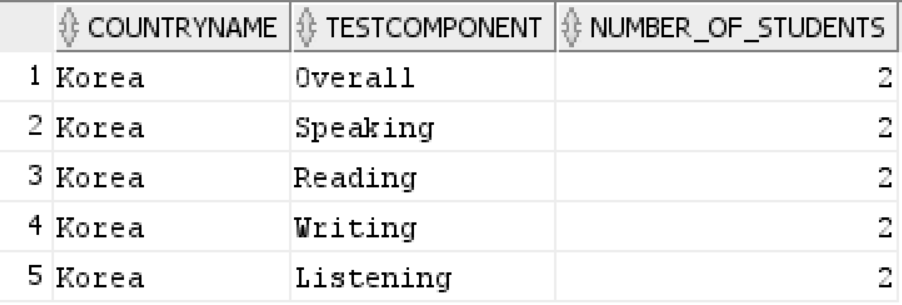 COUNTRYNAME TESTCOMPONENT NUMBER_OF_STUDENTS
1 Korea Overall 2
2 Korea Speaking 2
3 Korea Reading 2
4 Korea Writing 2
5 Korea Listening 2